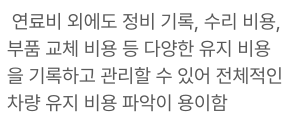 연료비 외에도 정비 기록, 수리 비용,
부품 교체 비용 등 다양한 유지 비용
을 기록하고 관리할 수 있어 전체적인
차량 유지 비용 파악이 용이함